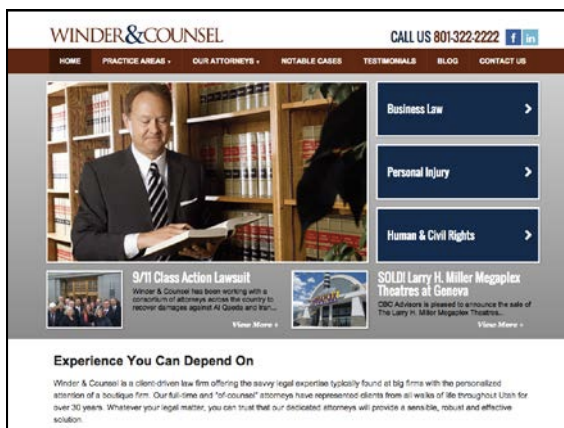 WINDER&COUNSEL
CALL US 801-322-2222 f in
HOME PRACTICE AREAS OUR ATTORNEYS NOTABLE CASES TESTIMONIALS BLOG CONTACT US
Business Law
Personal Injury
Human & Civil Rights
9/11 Class Action Lawsuit
Winder & Counsel has been working with a
consortium of attorneys across the country to
recover damages against Al Qaeda and Iran...
View More
SOLD! Larry H. Miller Megaplex
Theatres at Geneva
CBC Advisors is pleased to announce the sale of
The Larry H. Miller Megaplex Theatres...
View More
Experience You Can Depend On
Winder & Counsel is a client-driven law firm offering the savvy legal expertise typically found at big firms with the personalized
attention of a boutique firm. Our full-time and "of-counsel" attorneys have represented clients from all walks of life throughout Utah for
over 30 years. Whatever your legal matter, you can trust that our dedicated attorneys will provide a sensible, robust and effective
solution.